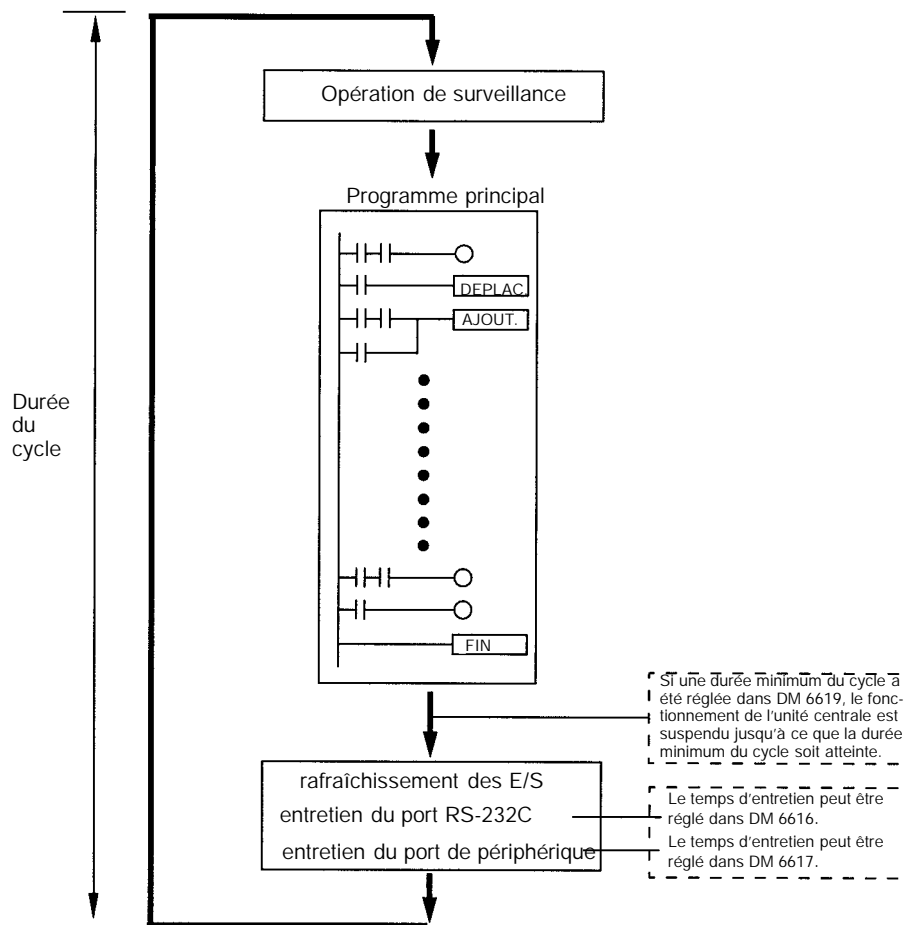 Opération de surveillance
Programme principal
DEPLAC.
AJOUT.
Durée
du
cycle
FIN
Si une durée minimum du cycle a
été réglée dans DM 6619, le fonc-
tionnement de l'unité centrale est
suspendu jusqu'à ce que la durée
minimum du cycle soit atteinte.
rafraîchissement des E/S
entretien du port RS-232C
entretien du port de périphérique
Le temps d'entretien peut être
réglé dans DM 6616.
Le temps d'entretien peut être
réglé dans DM 6617.